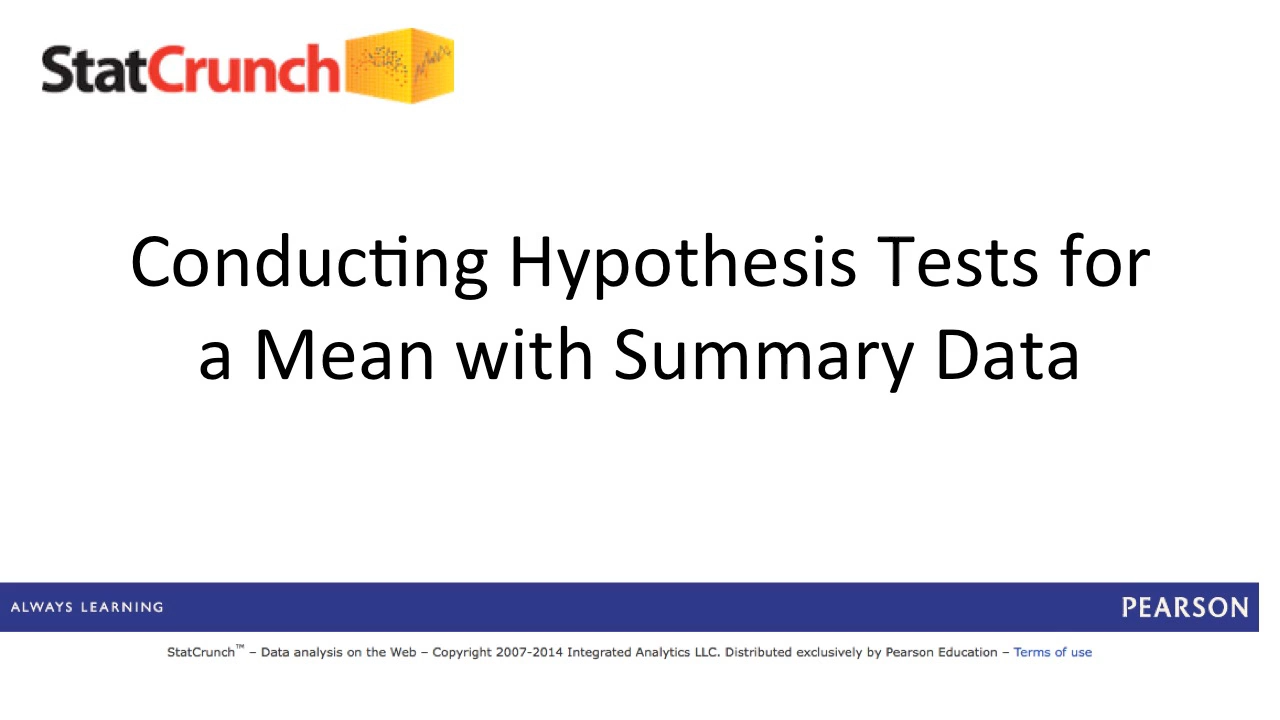 StatCrunch
Conducting Hypothesis Tests for
a Mean with Summary Data
ALWAYS LEARNING
PEARSON
StatCrunch™ – Data analysis on the Web – Copyright 2007-2014 Integrated Analytics LLC. Distributed exclusively by Pearson Education – Terms of use